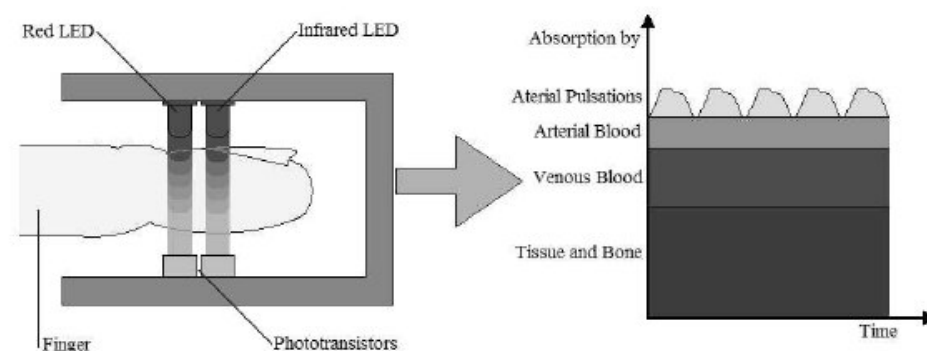 Red LED
Infrared LED
Finger
Phototransistors
Absorption by
Aterial Pulsations
Arterial Blood
Venous Blood
Tissue and Bone
Time